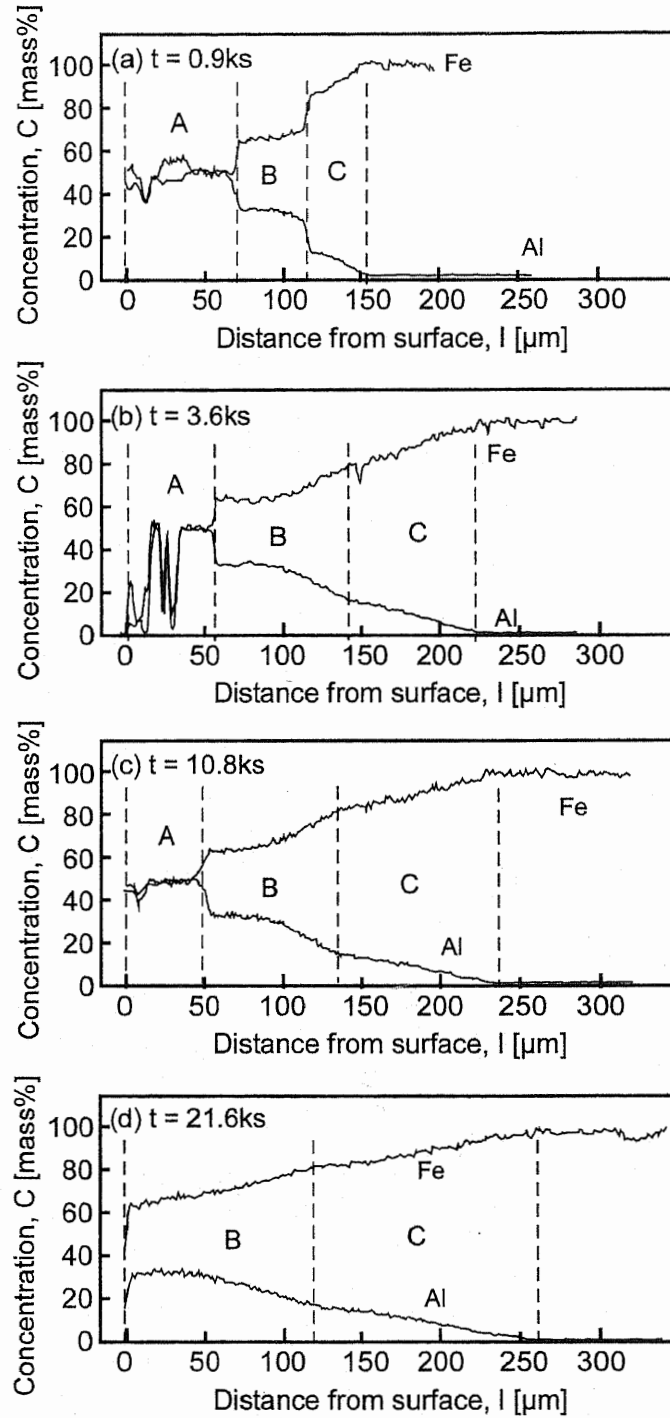 (a) t = 0.9ks
Fe
A
B
C
Al
100
80
60
40
20
0
0 50 100 150 200 250 300
Concentration, C [mass%]
Distance from surface, l [µm]
(b) t = 3.6ks
Fe
A
B
C
Al
100
80
60
40
20
0
0 50 100 150 200 250 300
Concentration, C [mass%]
Distance from surface, l [µm]
(c) t = 10.8ks
Fe
A
B
C
Al
100
80
60
40
20
0
0 50 100 150 200 250 300
Concentration, C [mass%]
Distance from surface, l [µm]
(d) t = 21.6ks
Fe
B
C
Al
100
80
60
40
20
0
0 50 100 150 200 250 300
Concentration, C [mass%]
Distance from surface, l [µm]